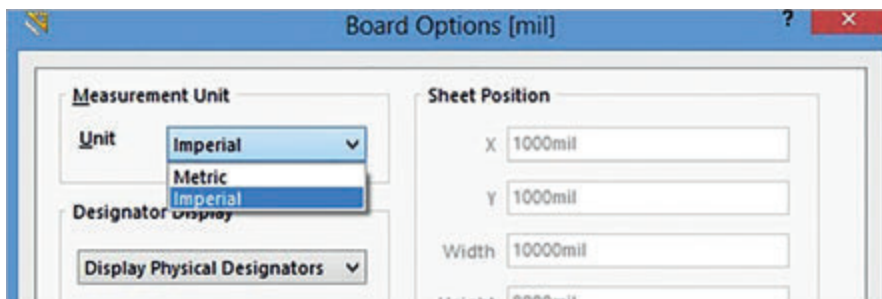 Board Options [mil]
?
Measurement Unit
Unit
Imperial
Metric
Imperial
Designator Display
Display Physical Designators
Sheet Position
X 1000mil
Y 1000mil
Width 10000mil